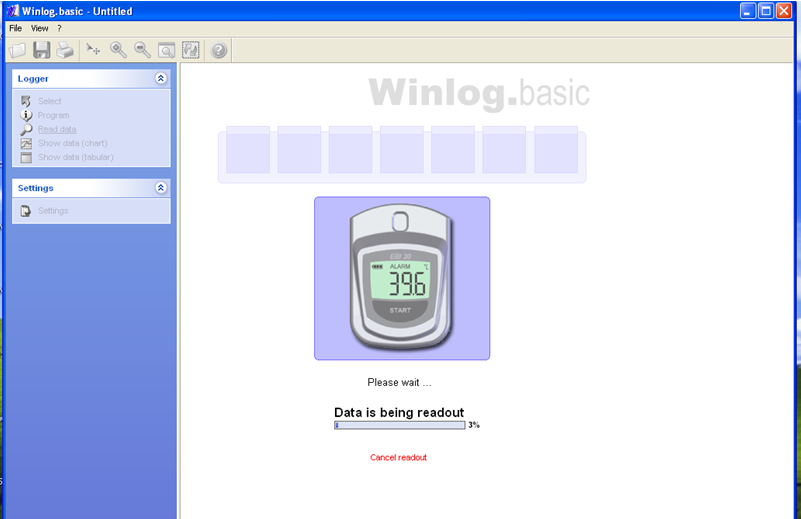 Winlog.basic - Untitled
File View ?
Logger
Select
Program
Read data
Show data (chart)
Show data (tabular)
Settings
Settings
Winlog.basic
EBI 20
ALARM °C
39.6
START
Please wait ...
Data is being readout
3%
Cancel readout